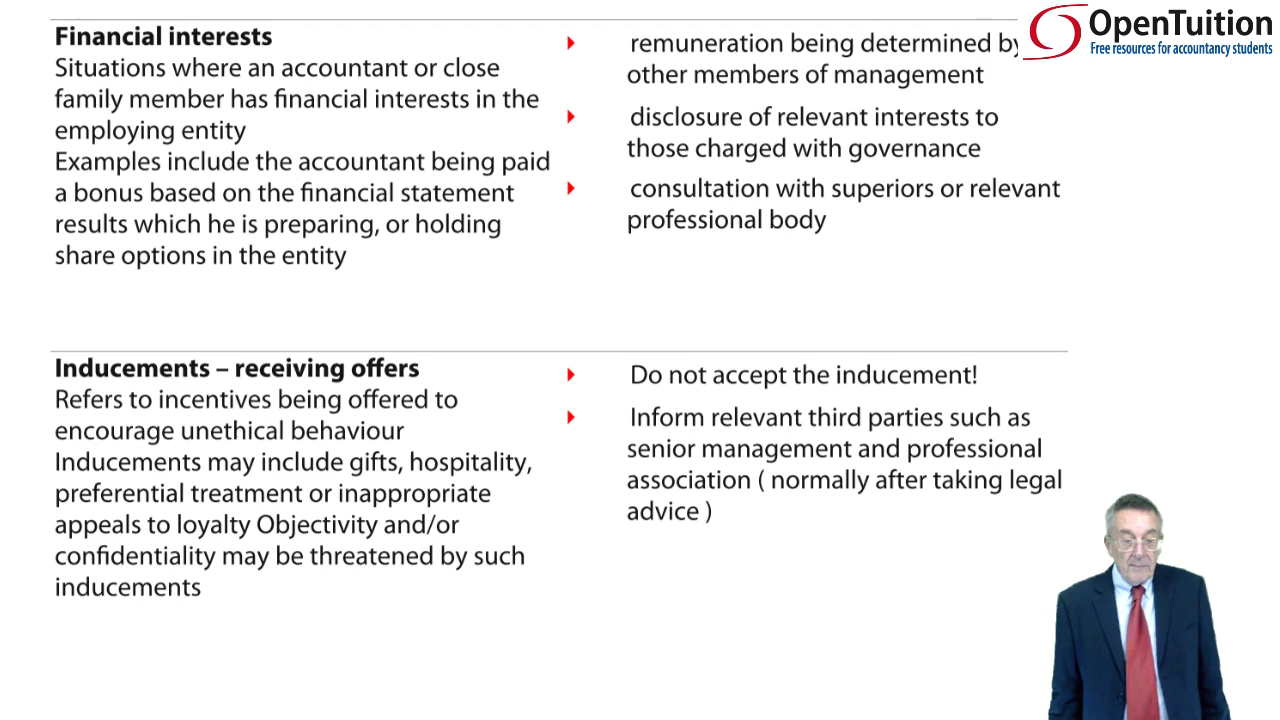 OpenTuition
Free resources for accountancy students
Financial interests
Situations where an accountant or close
family member has financial interests in the
employing entity
Examples include the accountant being paid
a bonus based on the financial statement
results which he is preparing, or holding
share options in the entity
remuneration being determined by
other members of management
disclosure of relevant interests to
those charged with governance
consultation with superiors or relevant
professional body
Inducements – receiving offers
Refers to incentives being offered to
encourage unethical behaviour
Inducements may include gifts, hospitality,
preferential treatment or inappropriate
appeals to loyalty Objectivity and/or
confidentiality may be threatened by such
inducements
Do not accept the inducement!
Inform relevant third parties such as
senior management and professional
association ( normally after taking legal
advice )